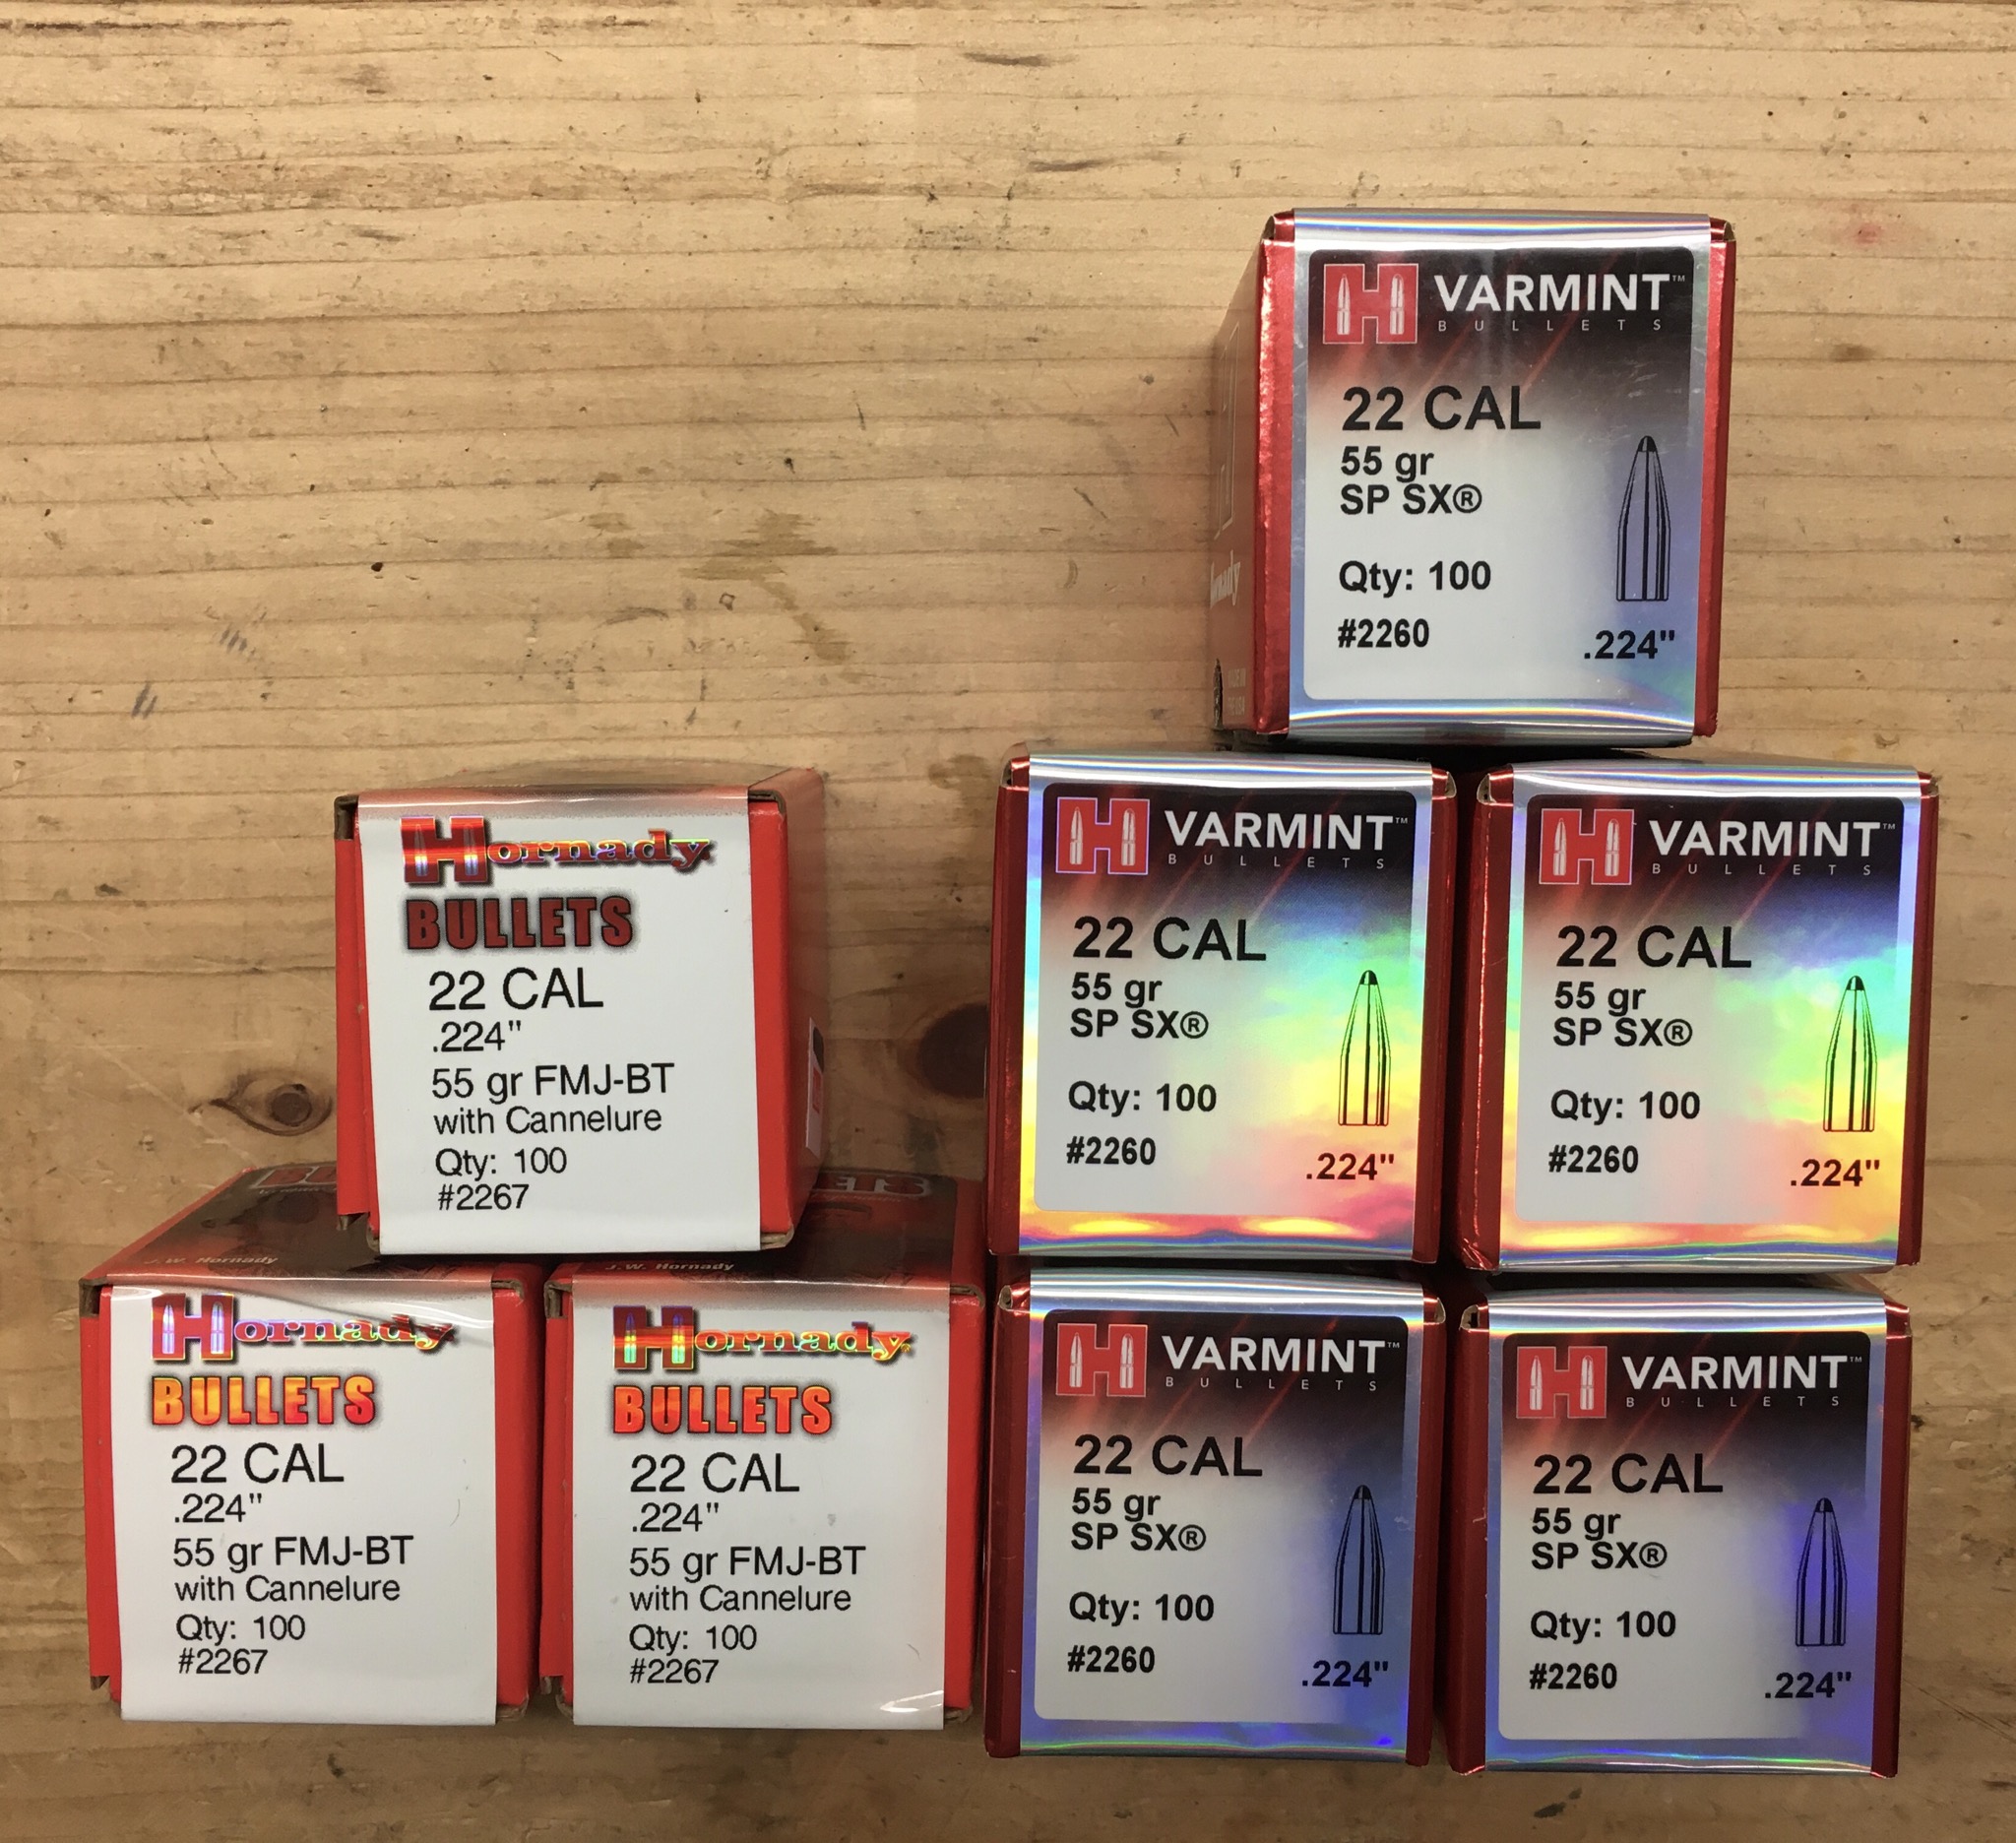 VARMINT™
BULLETS
22 CAL
55 gr
SP SX®
Qty: 100
#2260
.224"
Hornady
BULLETS
22 CAL
.224"
55 gr FMJ-BT
with Cannelure
Qty: 100
#2267
VARMINT™
BULLETS
22 CAL
55 gr
SP SX®
Qty: 100
#2260
.224"
VARMINT™
BULLETS
22 CAL
55 gr
SP SX®
Qty: 100
#2260
.224"
J.W. Hornady
Hornady
BULLETS
22 CAL
.224"
55 gr FMJ-BT
with Cannelure
Qty: 100
#2267
J.W. Hornady
Hornady
BULLETS
22 CAL
.224"
55 gr FMJ-BT
with Cannelure
Qty: 100
#2267
VARMINT™
BULLETS
22 CAL
55 gr
SP SX®
Qty: 100
#2260
.224"
VARMINT™
BULLETS
22 CAL
55 gr
SP SX®
Qty: 100
#2260
.224"